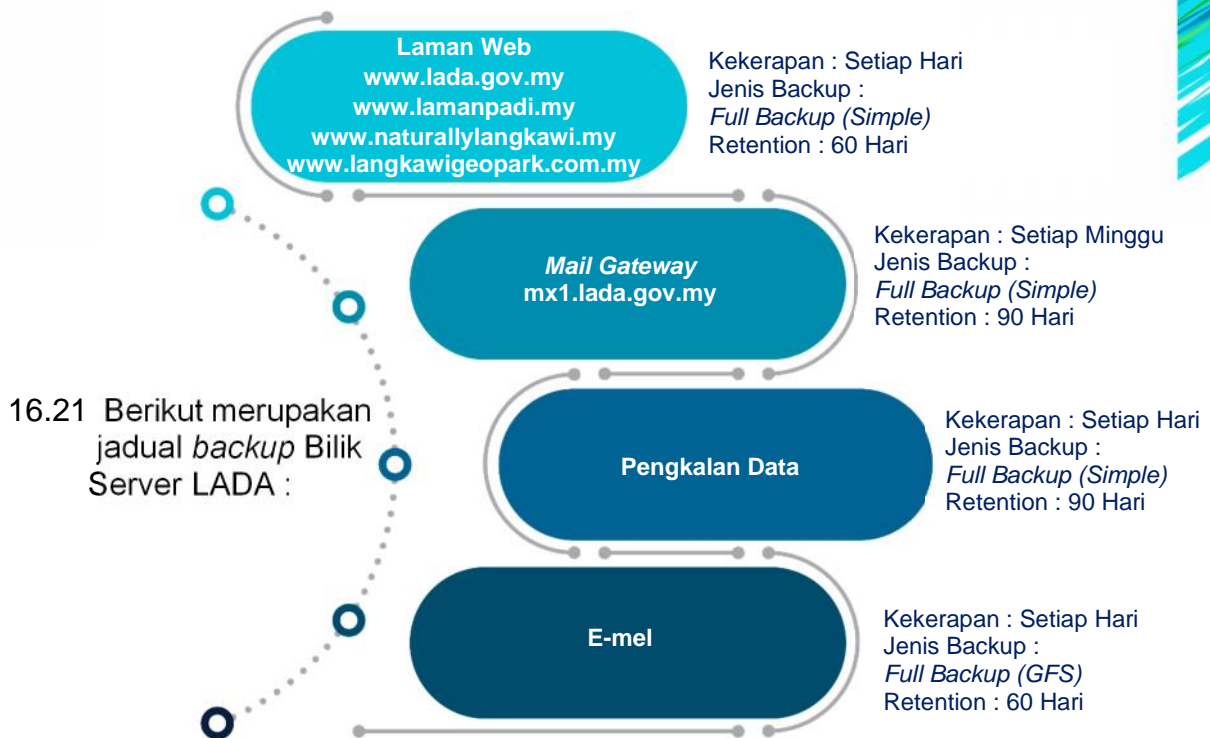 Laman Web
www.lada.gov.my
www.lamanpadi.my
www.naturallylangkawi.my
www.langkawigeopark.com.my
Kekerapan : Setiap Hari
Jenis Backup :
Full Backup (Simple)
Retention : 60 Hari
Mail Gateway
mx1.lada.gov.my
Kekerapan : Setiap Minggu
Jenis Backup :
Full Backup (Simple)
Retention : 90 Hari
16.21 Berikut merupakan
jadual backup Bilik
Server LADA :
Pengkalan Data
Kekerapan : Setiap Hari
Jenis Backup :
Full Backup (Simple)
Retention : 90 Hari
E-mel
Kekerapan : Setiap Hari
Jenis Backup :
Full Backup (GFS)
Retention : 60 Hari